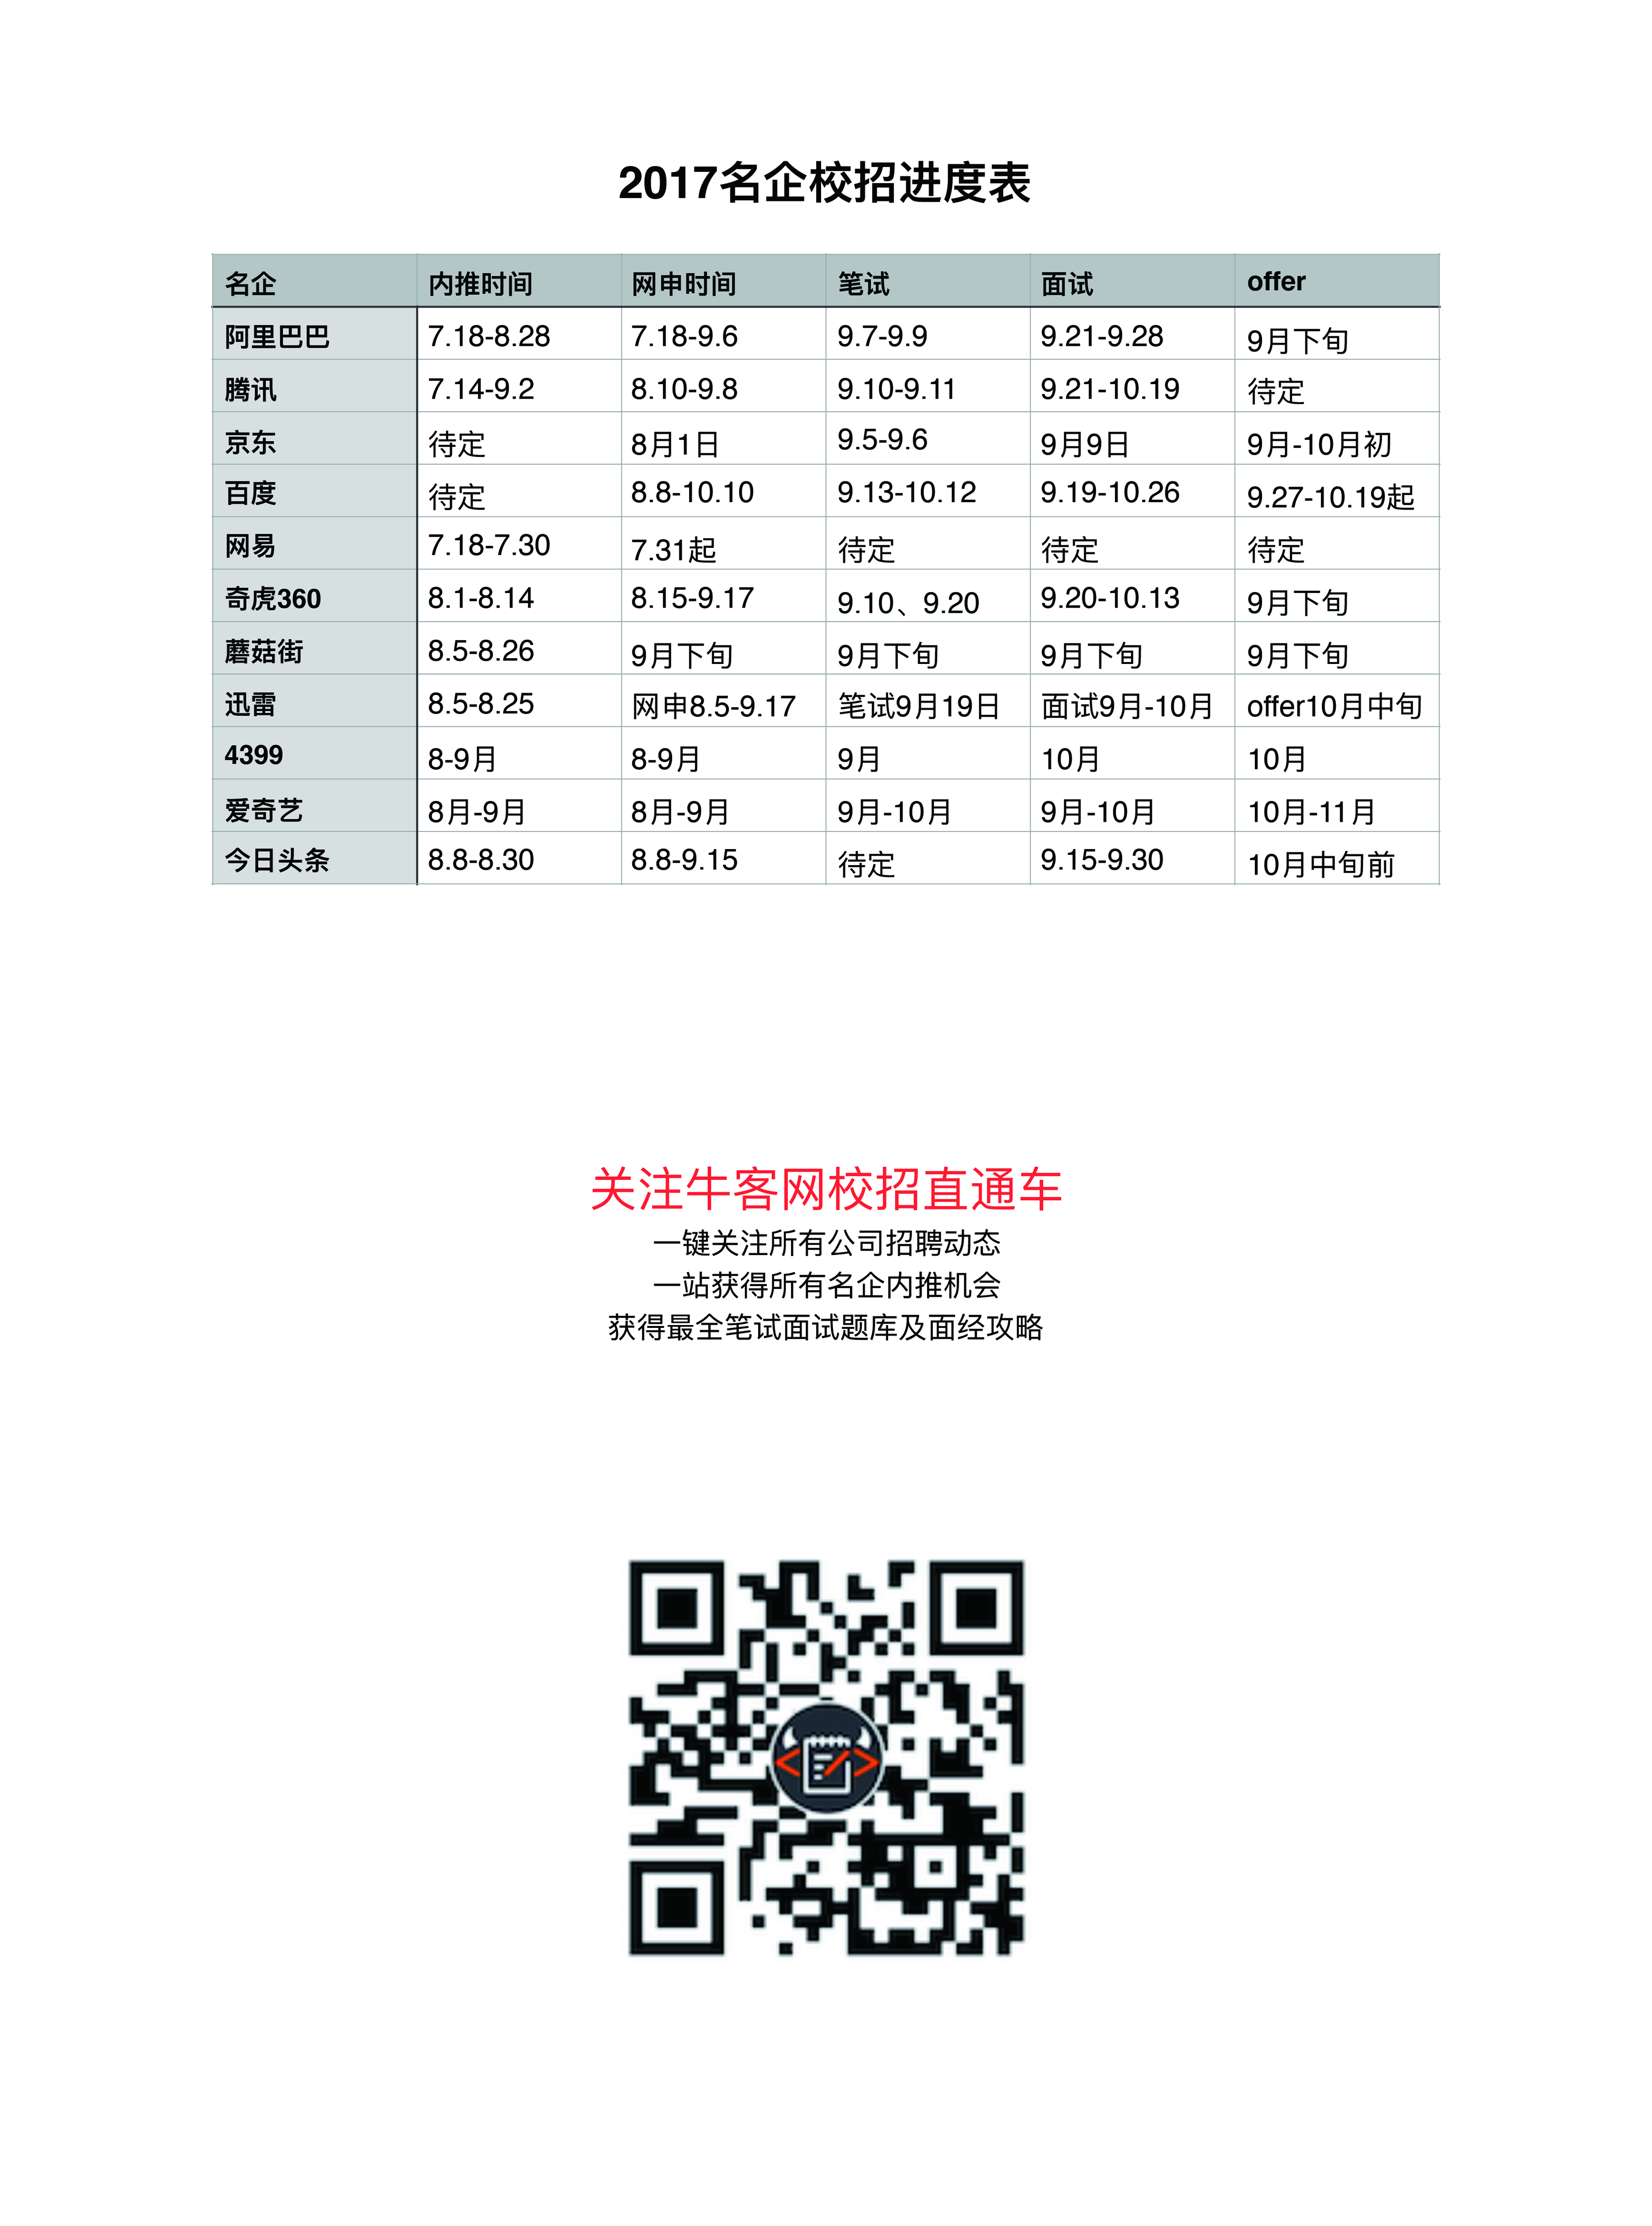 2017名企校招进度表
名企 内推时间 网申时间 笔试 面试 offer
阿里巴巴 7.18-8.28 7.18-9.6 9.7-9.9 9.21-9.28 9月下旬
腾讯 7.14-9.2 8.10-9.8 9.10-9.11 9.21-10.19 待定
京东 待定 8月1日 9.5-9.6 9月9日 9月-10月初
百度 待定 8.8-10.10 9.13-10.12 9.19-10.26 9.27-10.19起
网易 7.18-7.30 7.31起 待定 待定 待定
奇虎360 8.1-8.14 8.15-9.17 9.10、9.20 9.20-10.13 9月下旬
蘑菇街 8.5-8.26 9月下旬 9月下旬 9月下旬 9月下旬
迅雷 8.5-8.25 网申8.5-9.17 笔试9月19日 面试9月-10月 offer10月中旬
4399 8-9月 8-9月 9月 10月 10月
爱奇艺 8月-9月 8月-9月 9月-10月 9月-10月 10月-11月
今日头条 8.8-8.30 8.8-9.15 待定 9.15-9.30 10月中旬前
关注牛客网校招直通车
一键关注所有公司招聘动态
一站获得所有名企内推机会
获得最全笔试面试题库及面经攻略